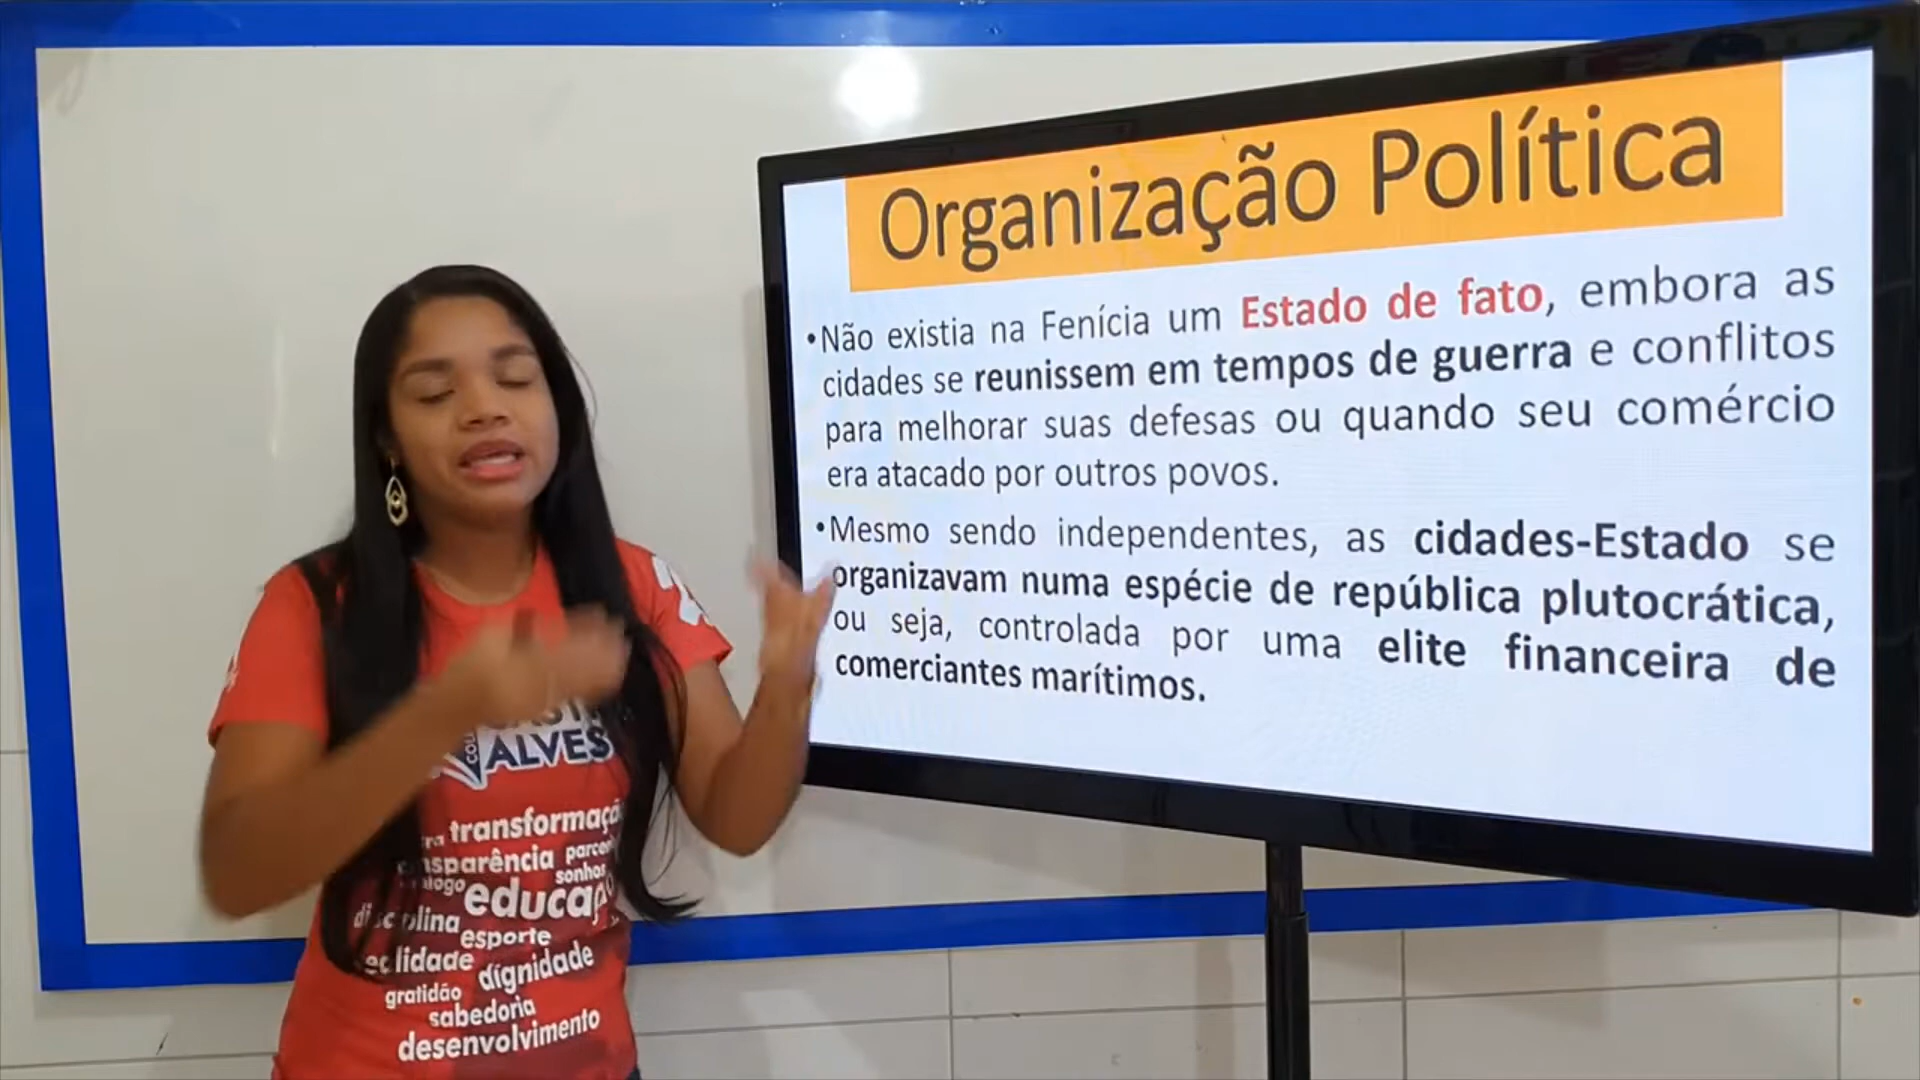 Organização Política
•Não existia na Fenícia um Estado de fato, embora as
cidades se reunissem em tempos de guerra e conflitos
para melhorar suas defesas ou quando seu comércio
era atacado por outros povos.
•Mesmo sendo independentes, as cidades-Estado se
organizavam numa espécie de república plutocrática,
ou seja, controlada por uma elite financeira de
comerciantes marítimos.
ALVES
transformaçã
sonhos
educaç
esporte
dignidade
gratidão
sabedoria
desenvolvimento